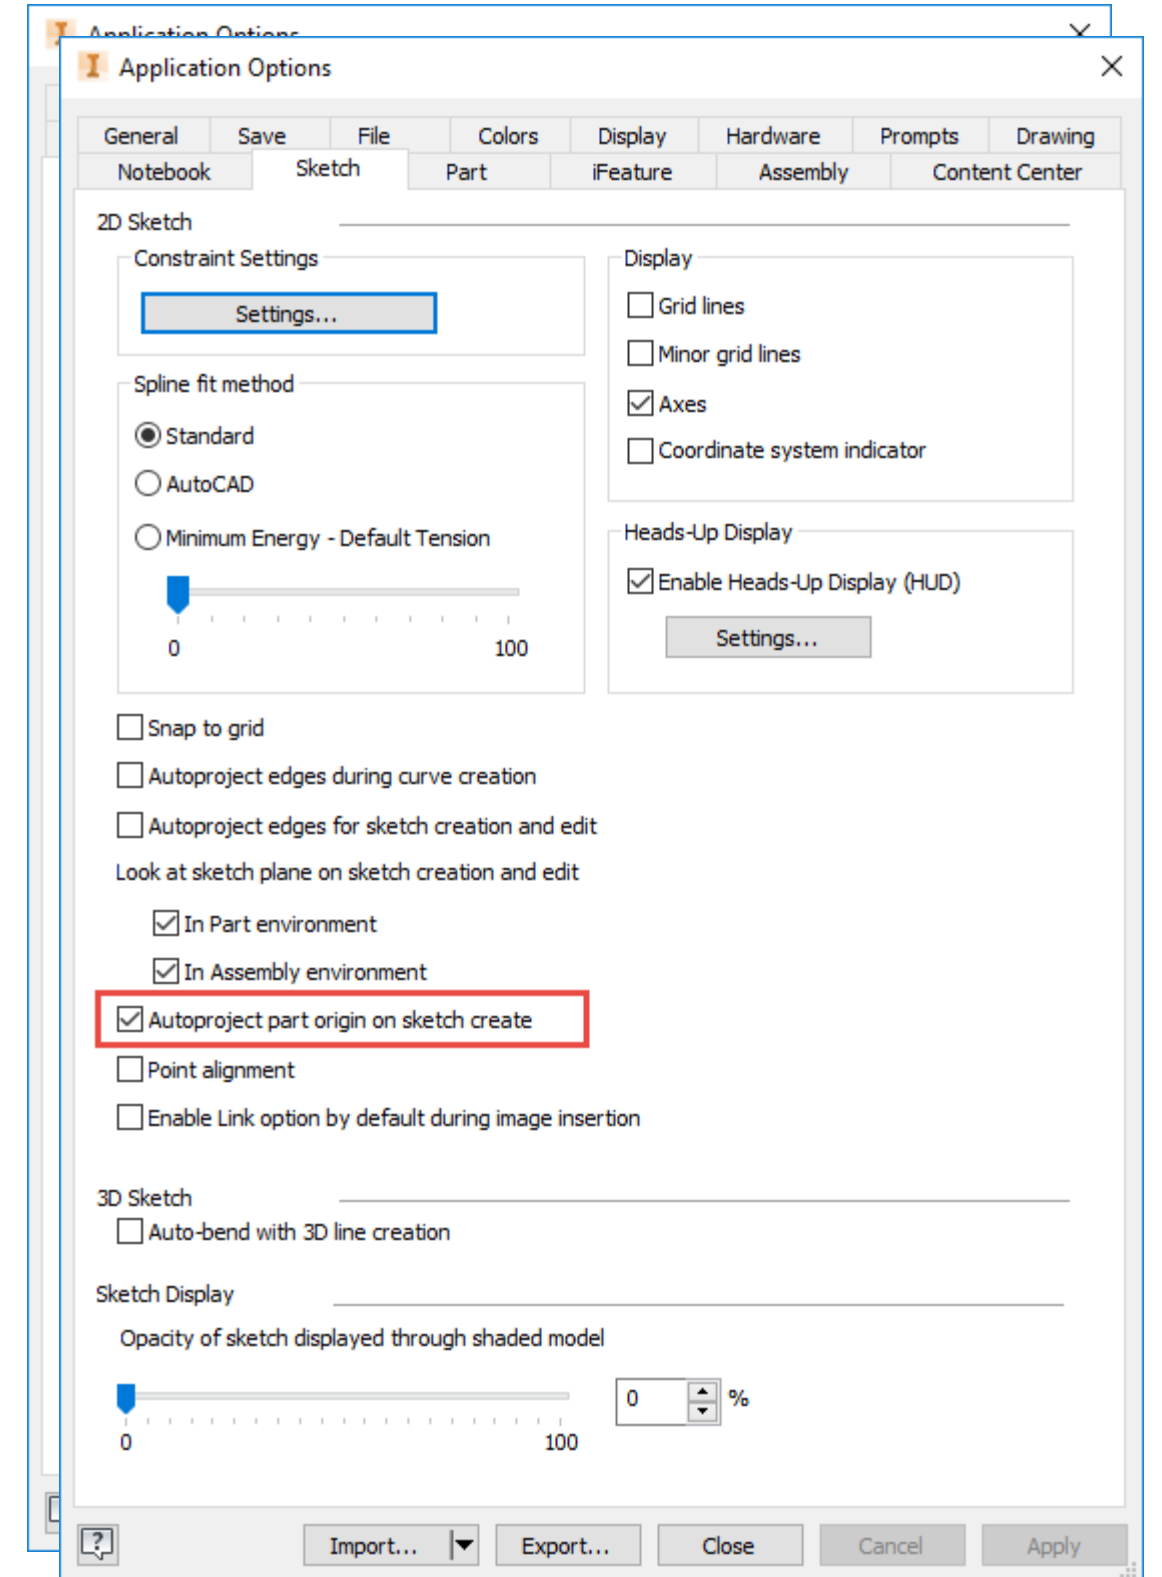 Application Options
Application Options
General Save File Colors Display Hardware Prompts Drawing
Notebook Sketch Part iFeature Assembly Content Center
2D Sketch
Constraint Settings
Settings...
Spline fit method
Standard
AutoCAD
Minimum Energy - Default Tension
0 100
Display
Grid lines
Minor grid lines
Axes
Coordinate system indicator
Heads-Up Display
Enable Heads-Up Display (HUD)
Settings...
Snap to grid
Autoproject edges during curve creation
Autoproject edges for sketch creation and edit
Look at sketch plane on sketch creation and edit
In Part environment
In Assembly environment
Autoproject part origin on sketch create
Point alignment
Enable Link option by default during image insertion
3D Sketch
Auto-bend with 3D line creation
Sketch Display
Opacity of sketch displayed through shaded model
0 %
0 100
? Import... Export... Close Cancel Apply